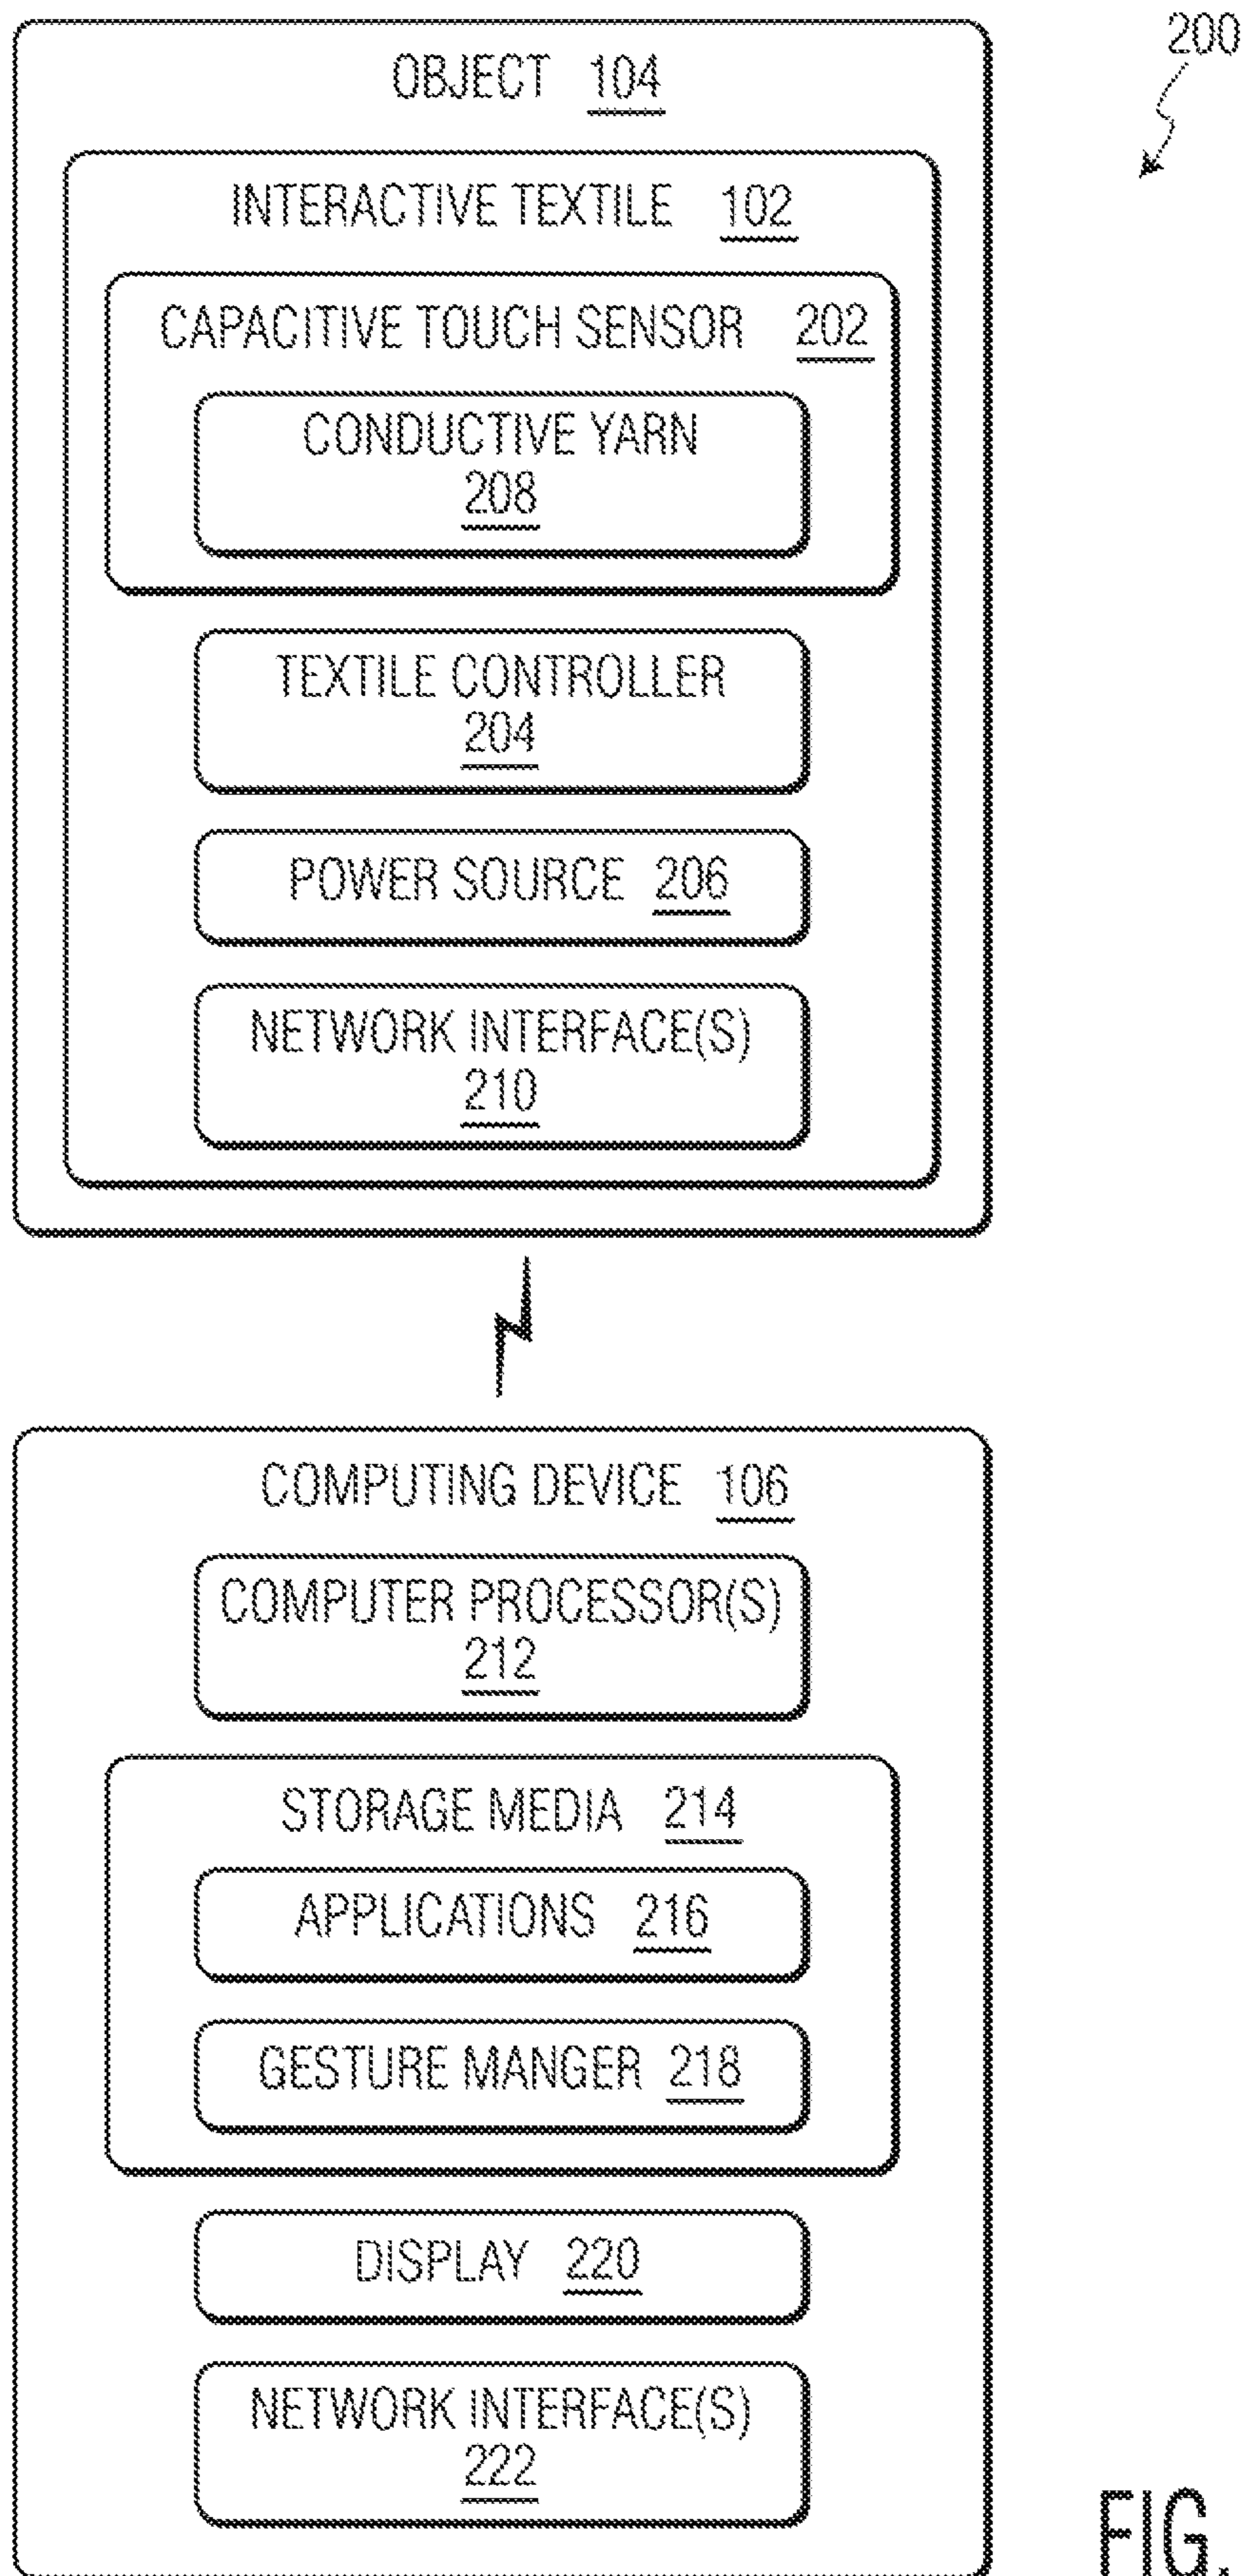 200
OBJECT 104
INTERACTIVE TEXTILE 102
CAPACITIVE TOUCH SENSOR 202
CONDUCTIVE YARN
208
TEXTILE CONTROLLER
204
POWER SOURCE 206
NETWORK INTERFACE(S)
210
COMPUTING DEVICE 106
COMPUTER PROCESSOR(S)
212
STORAGE MEDIA 214
APPLICATIONS 216
GESTURE MANGER 218
DISPLAY 220
NETWORK INTERFACE(S)
222
FIG.